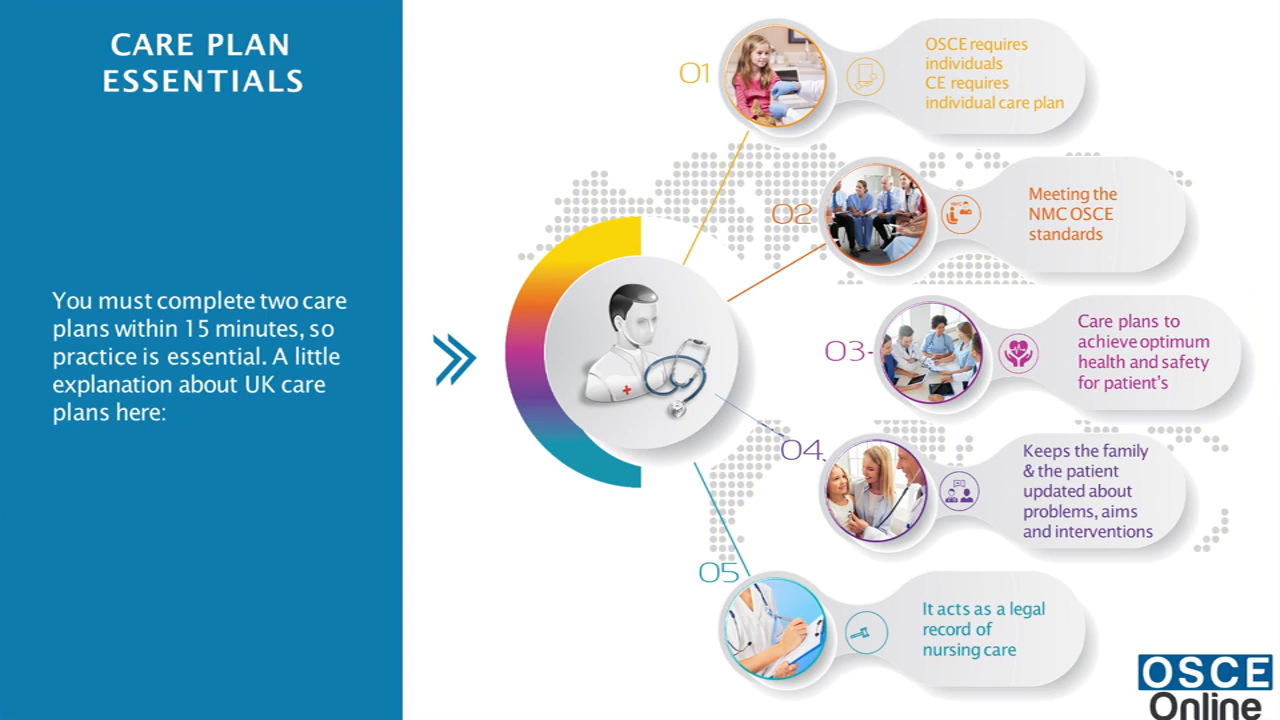 CARE PLAN
ESSENTIALS
You must complete two care
plans within 15 minutes, so
practice is essential. A little
explanation about UK care
plans here:
01
OSCE requires
individuals
CE requires
individual care plan
02
Meeting the
NMC OSCE
standards
03
Care plans to
achieve optimum
health and safety
for patient's
04
Keeps the family
& the patient
updated about
problems, aims
and interventions
05
It acts as a legal
record of
nursing care
OSCE
Online